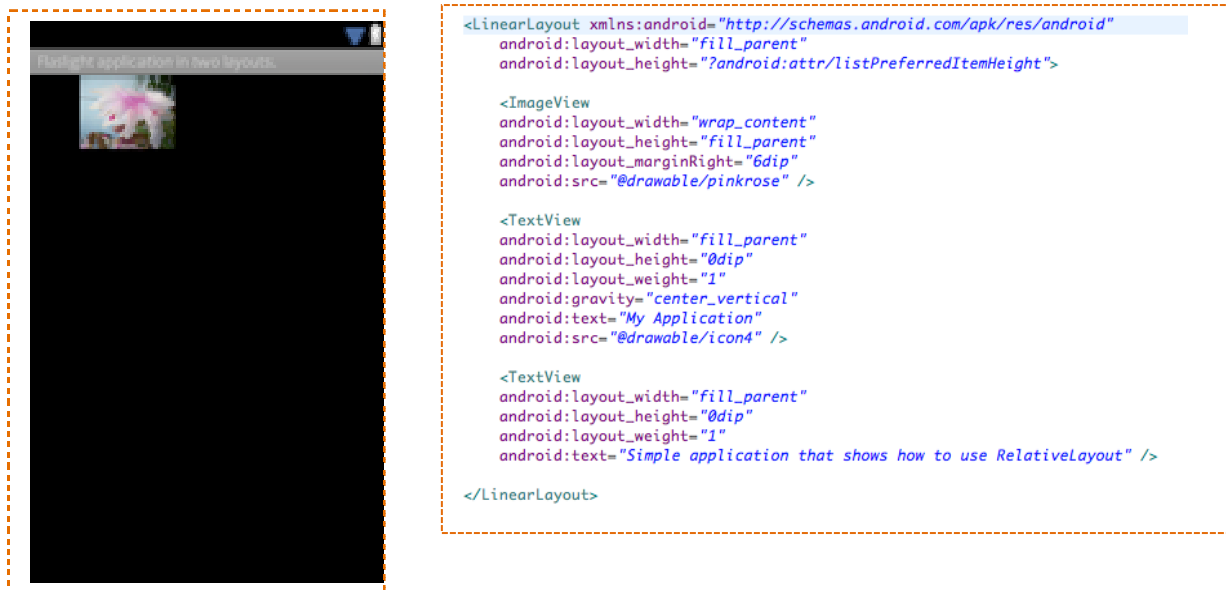 Flaslight application in two layouts.
<LinearLayout xmlns:android="http://schemas.android.com/apk/res/android"
android:layout_width="fill_parent"
android:layout_height="?android:attr/listPreferredItemHeight">
<ImageView
android:layout_width="wrap_content"
android:layout_height="fill_parent"
android:layout_marginRight="6dip"
android:src="@drawable/pinkrose" />
<TextView
android:layout_width="fill_parent"
android:layout_height="0dip"
android:layout_weight="1"
android:gravity="center_vertical"
android:text="My Application"
android:src="@drawable/icon4" />
<TextView
android:layout_width="fill_parent"
android:layout_height="0dip"
android:layout_weight="1"
android:text="Simple application that shows how to use RelativeLayout" />
</LinearLayout>